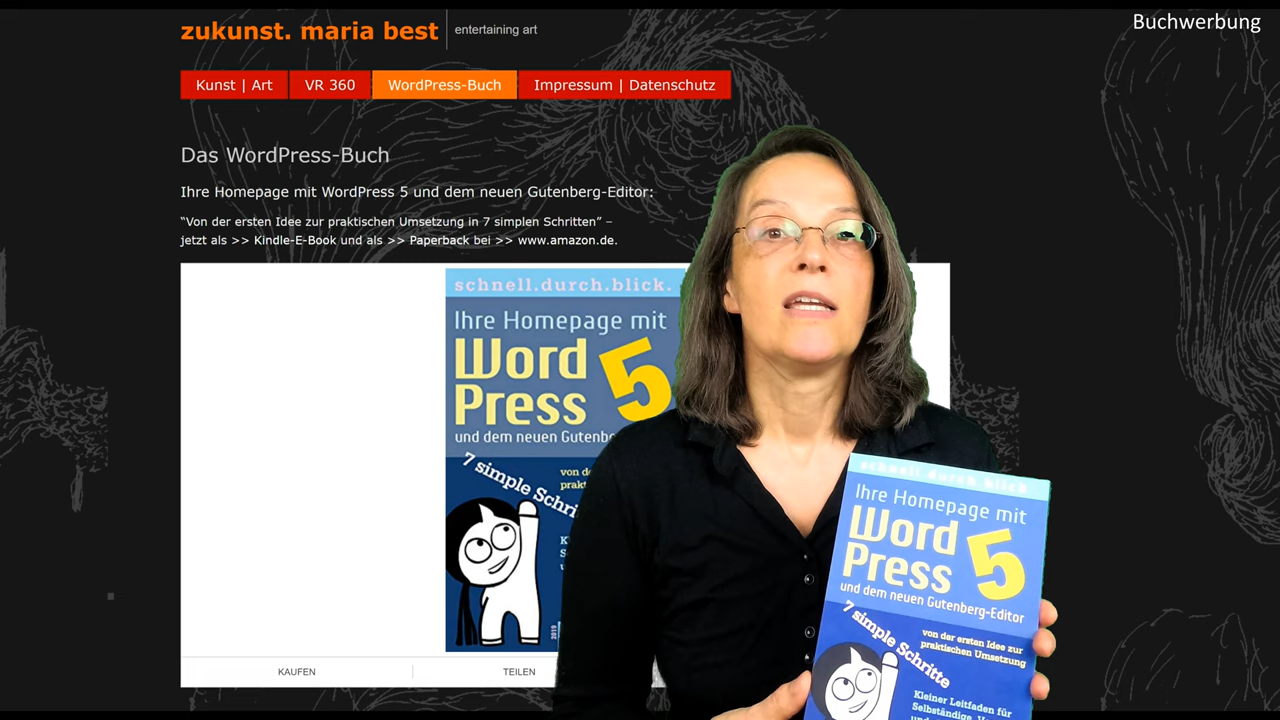 Buchwerbung
zukunst. maria best
entertaining art
Kunst | Art
VR 360
WordPress-Buch
Impressum | Datenschutz
Das WordPress-Buch
Ihre Homepage mit WordPress 5 und dem neuen Gutenberg-Editor:
“Von der ersten Idee zur praktischen Umsetzung in 7 simplen Schritten” –
jetzt als >> Kindle-E-Book und als >> Paperback bei >> www.amazon.de.
schnell.durch.blick.
Ihre Homepage mit
Word
Press 5
und dem neuen
7 simple
von
2019
KAUFEN
TEILEN
schnell.durch.blick
Ihre Homepage mit
Word
Press 5
und dem neuen Gutenberg-Editor
7 simple Schritte
von der ersten Idee zur
praktischen Umsetzung
Kleiner Leitfaden für
Selbständige,